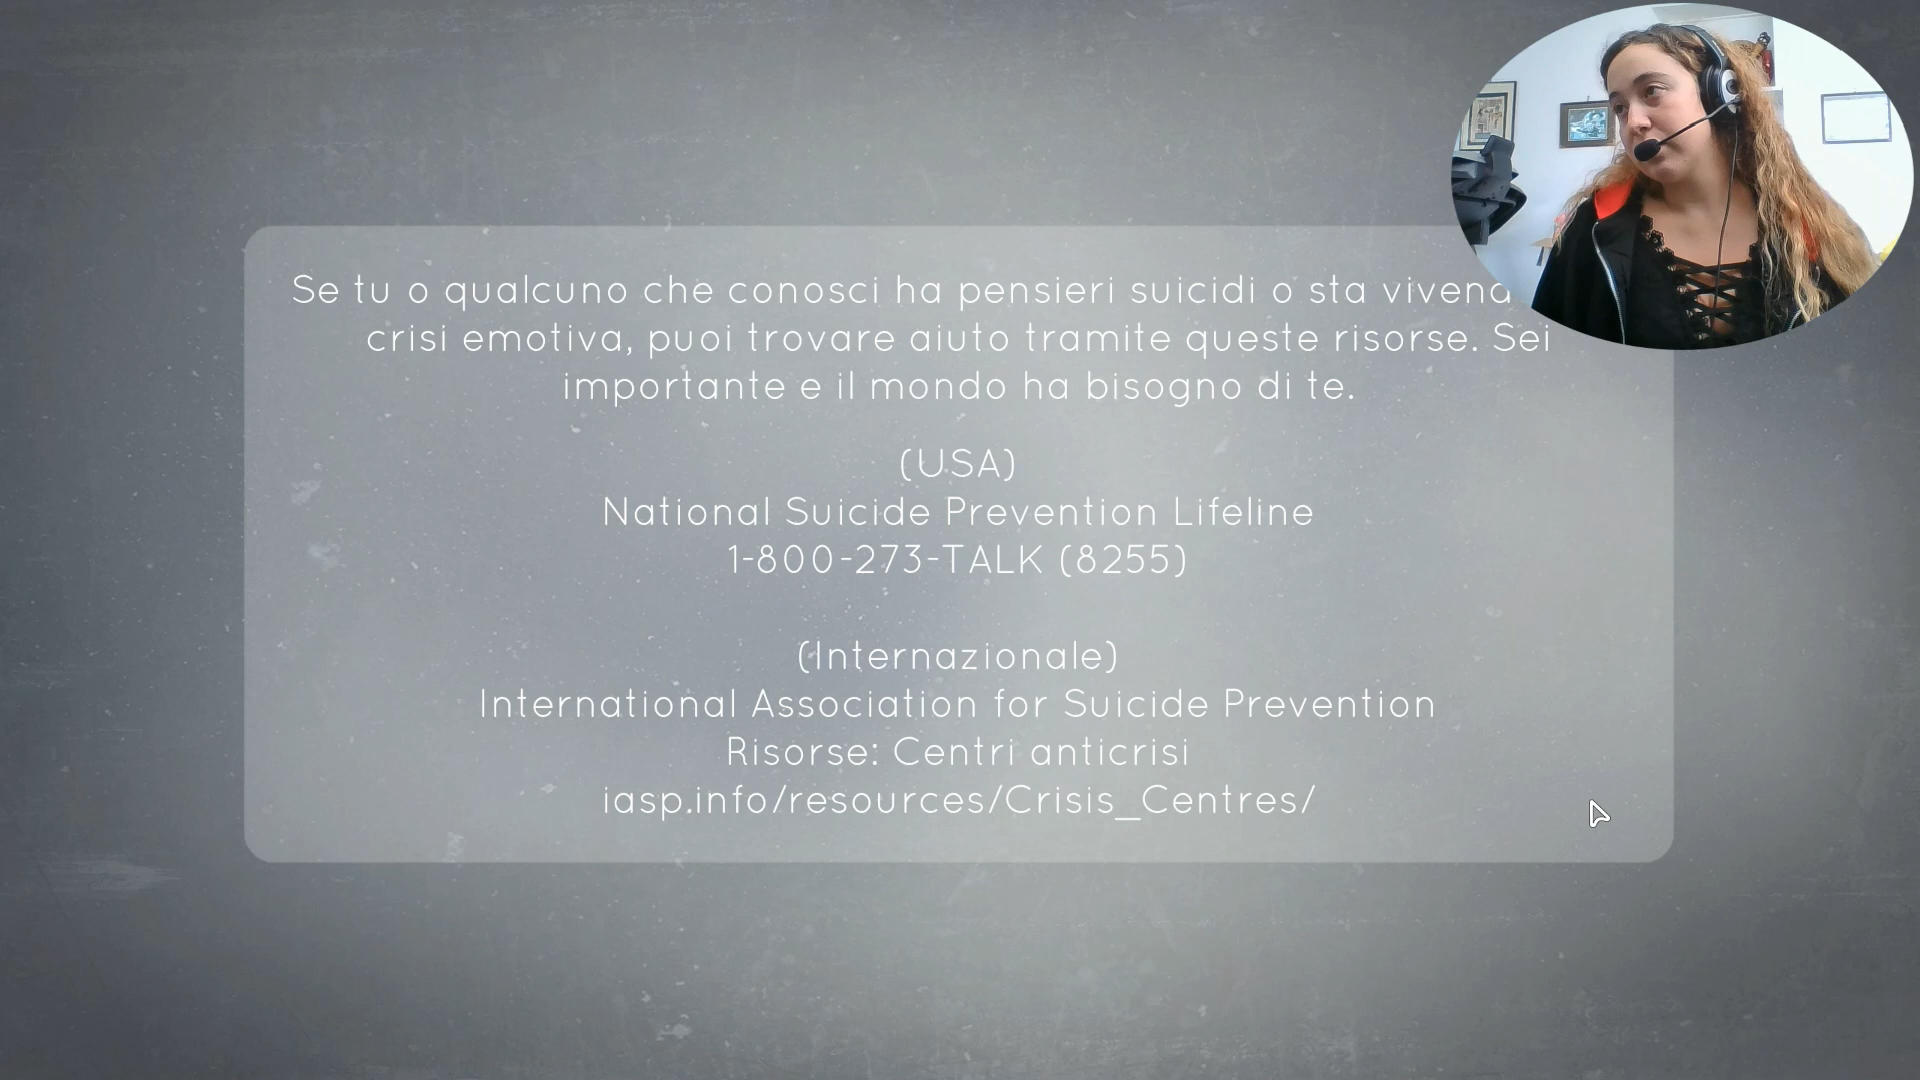 Se tu o qualcuno che conosci ha pensieri suicidi o sta
crisi emotiva, puoi trovare aiuto tramite queste risorse. Sei
importante e il mondo ha bisogno di te.
(USA)
National Suicide Prevention Lifeline
1-800-273-TALK (8255)
(Internazionale)
International Association for Suicide Prevention
Risorse: Centri anticrisi
iasp.info/resources/Crisis_Centres/